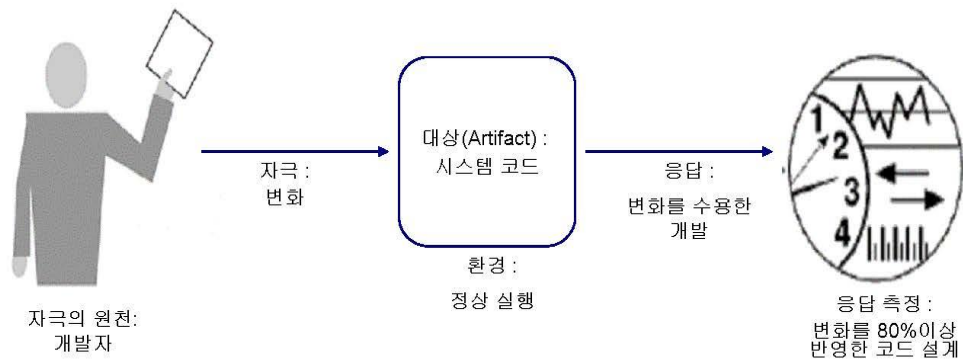 자극의 원천:
개발자
자극 :
변화
대상(Artifact) :
시스템 코드
환경 :
정상 실행
응답 :
변화를 수용한
개발
1
2
3
4
응답 측정 :
변화를 80%이상
반영한 코드 설계